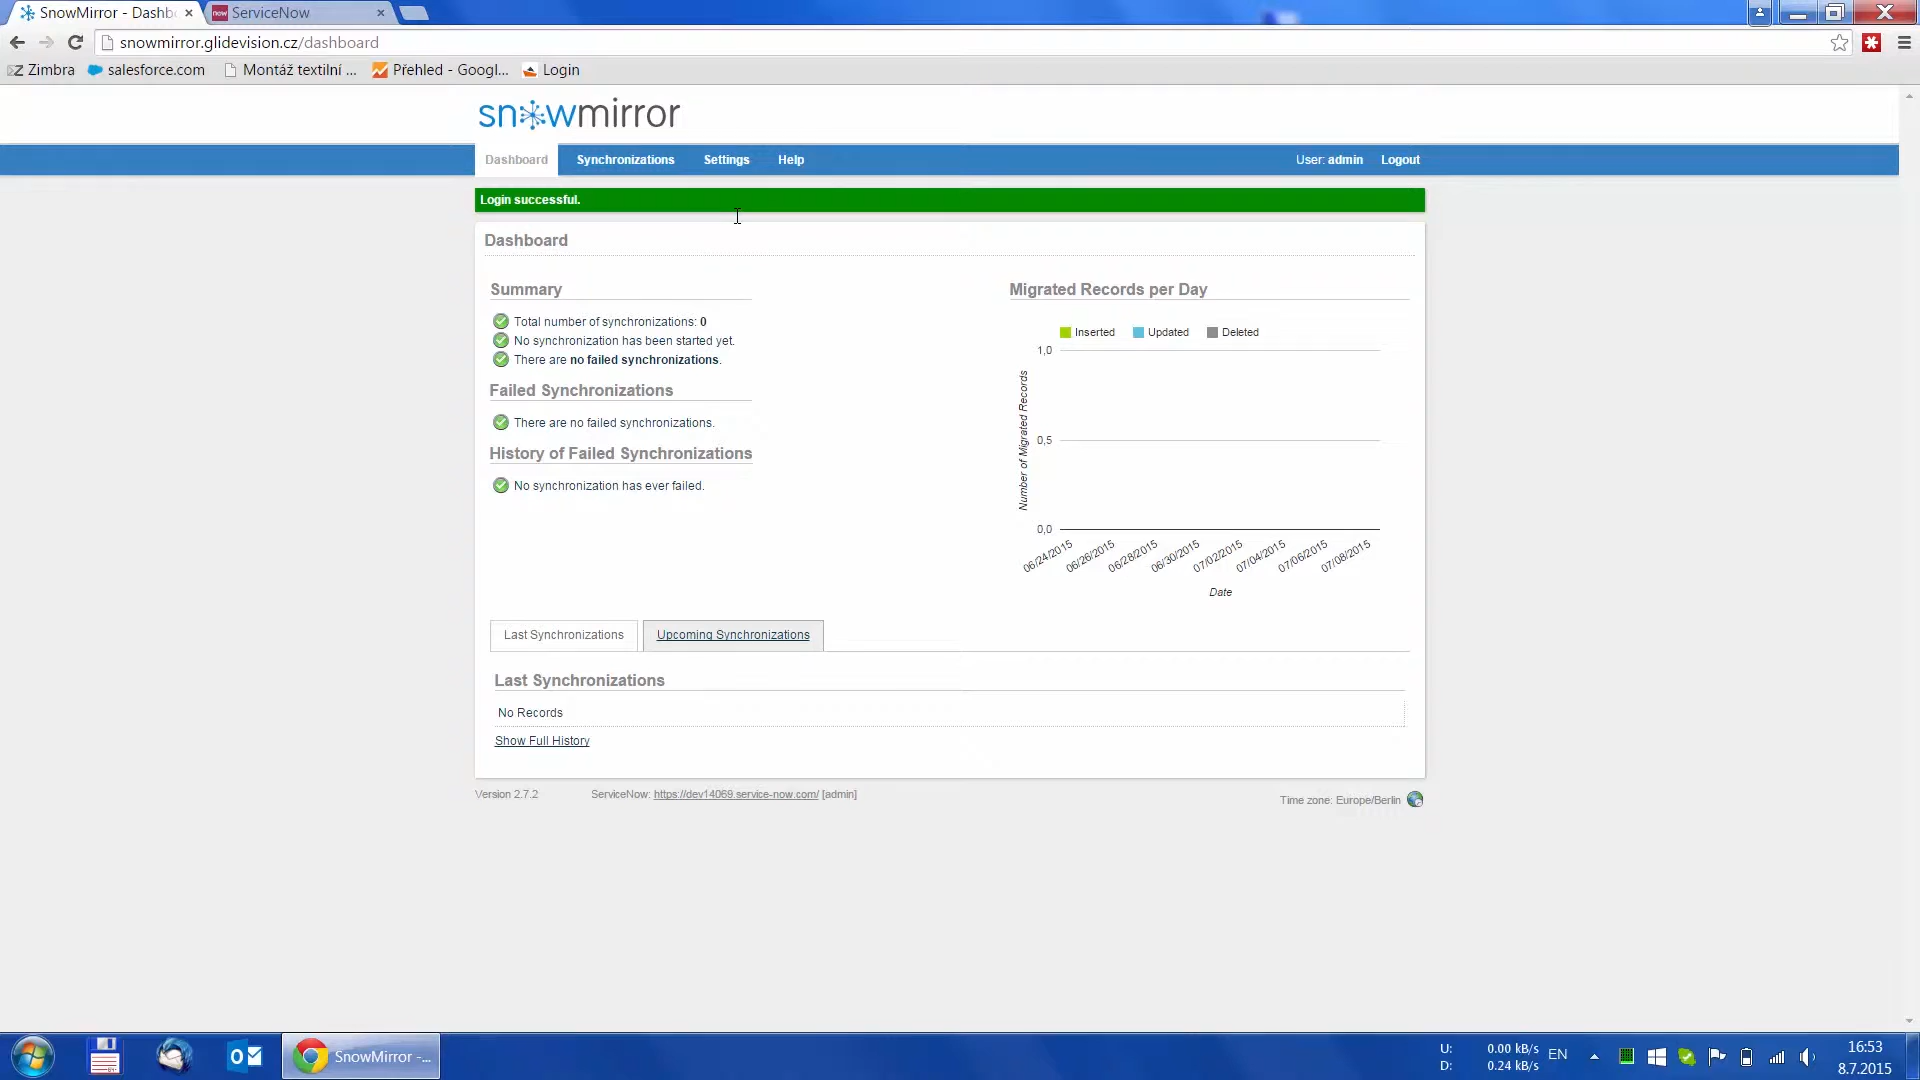 SnowMirror - Dashb
ServiceNow
snowmirror.glidevision.cz/dashboard
Zimbra salesforce.com Montáž textilní ... Přehled - Googl... Login
snowmirror
Dashboard Synchronizations Settings Help User: admin Logout
Login successful.
Dashboard
Summary
Total number of synchronizations: 0
No synchronization has been started yet.
There are no failed synchronizations.
Failed Synchronizations
There are no failed synchronizations.
History of Failed Synchronizations
No synchronization has ever failed.
Migrated Records per Day
Inserted Updated Deleted
1,0
0,5
0,0
Number of Migrated Records
06/24/2015 06/26/2015 06/28/2015 06/30/2015 07/02/2015 07/04/2015 07/06/2015 07/08/2015
Date
Last Synchronizations Upcoming Synchronizations
Last Synchronizations
No Records
Show Full History
Version 2.7.2 ServiceNow: https://dev14069.service-now.com/ [admin] Time zone: Europe/Berlin
SnowMirror -...
U: 0.00 kB/s
D: 0.24 kB/s
EN
16:53
8.7.2015